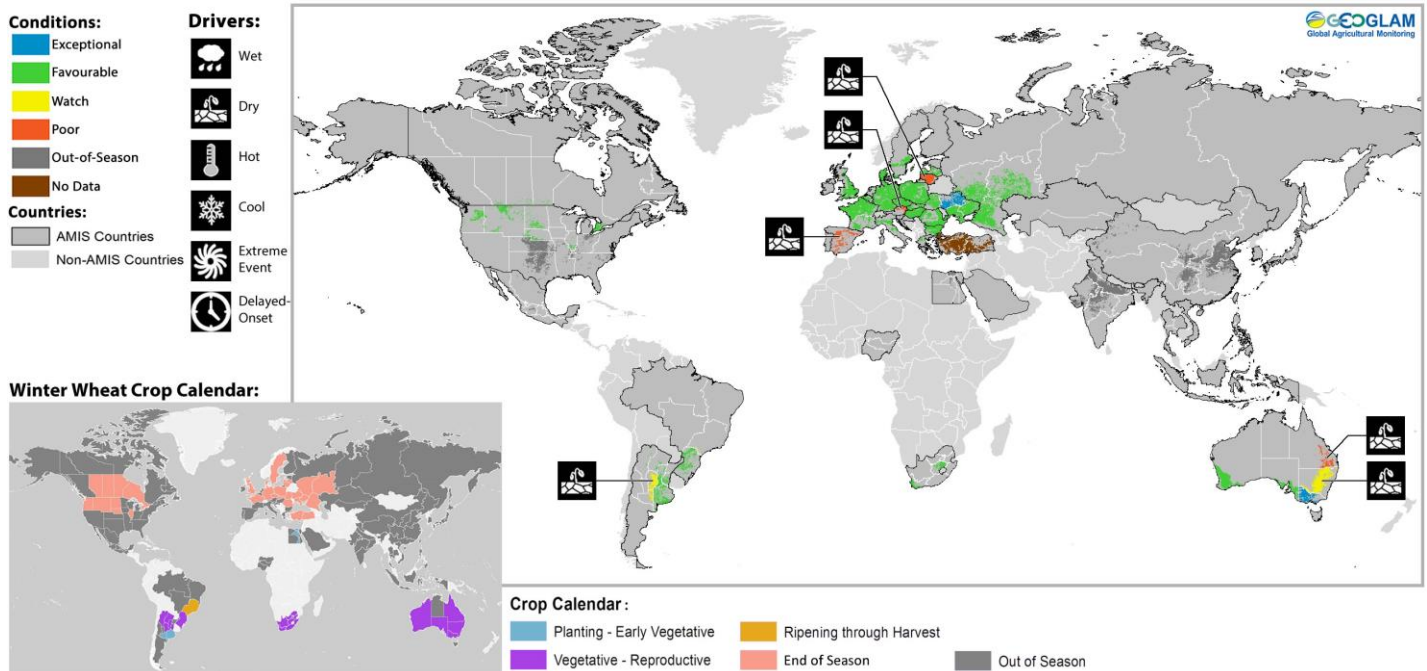 Conditions:
Exceptional
Favourable
Watch
Poor
Out-of-Season
No Data
Countries:
AMIS Countries
Non-AMIS Countries
Drivers:
Wet
Dry
Hot
Cool
Extreme
Event
Delayed-
Onset
GEOGLAM
Global Agricultural Monitoring
Winter Wheat Crop Calendar:
Crop Calendar :
Planting - Early Vegetative
Ripening through Harvest
Vegetative - Reproductive
End of Season
Out of Season